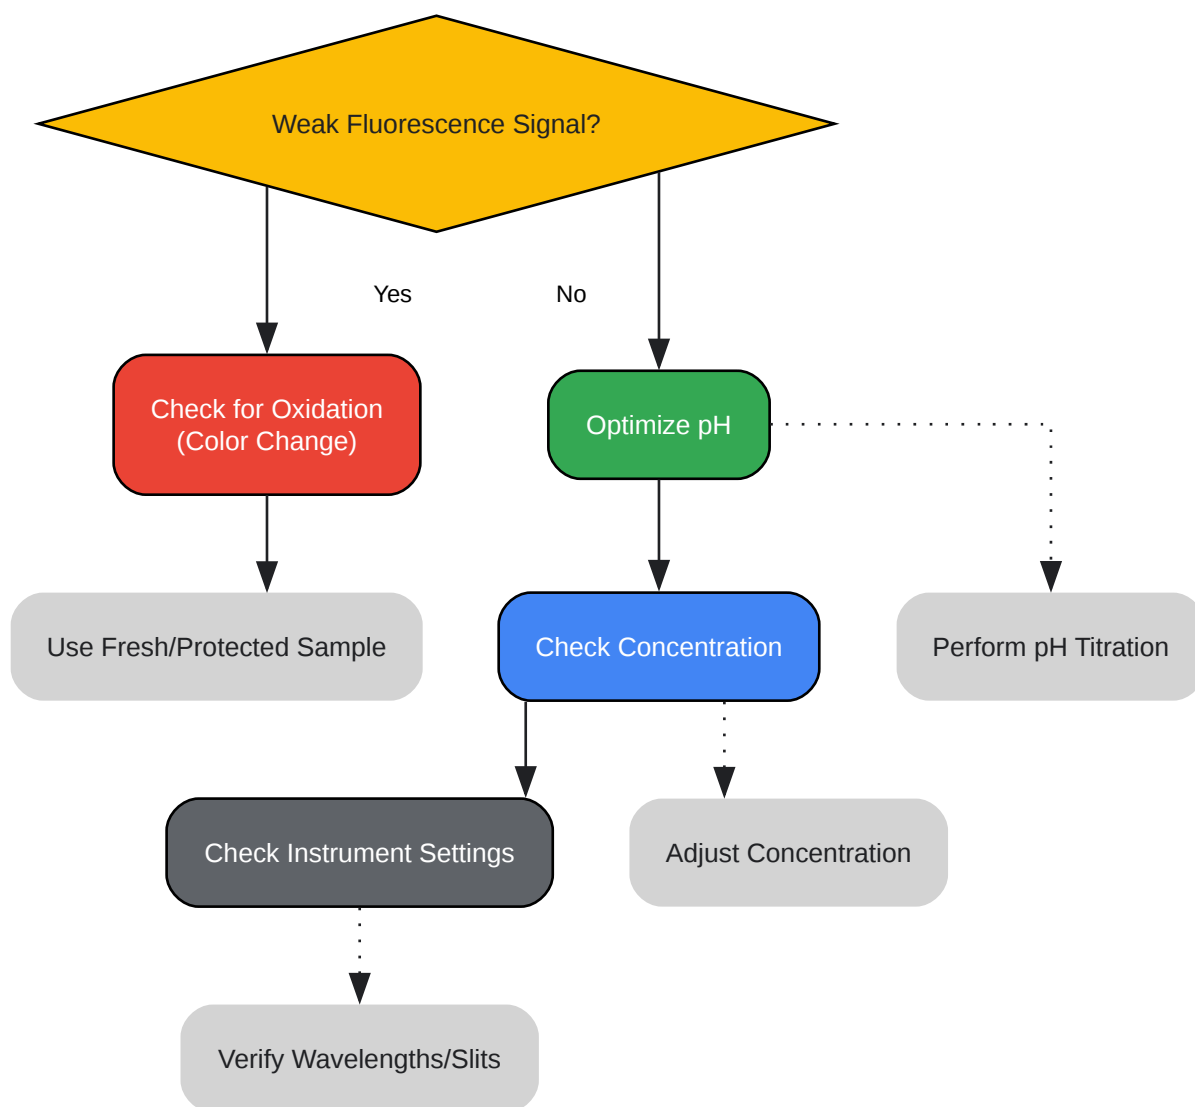 Weak Fluorescence Signal?
Yes
No
Check for Oxidation
(Color Change)
Optimize pH
Use Fresh/Protected Sample
Check Concentration
Perform pH Titration
Check Instrument Settings
Adjust Concentration
Verify Wavelengths/Slits